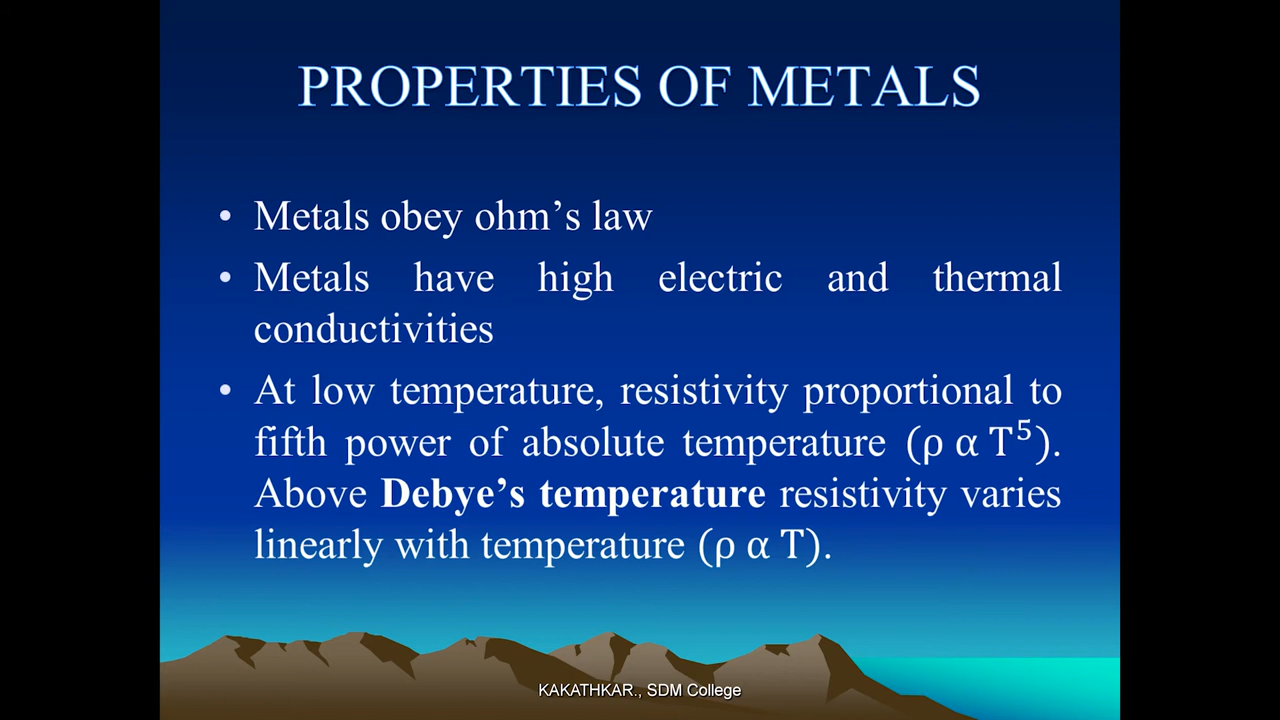 PROPERTIES OF METALS
• Metals obey ohm’s law
• Metals have high electric and thermal
conductivities
• At low temperature, resistivity proportional to
fifth power of absolute temperature (ρ α T⁵).
Above Debye’s temperature resistivity varies
linearly with temperature (ρ α T).
KAKATHKAR., SDM College